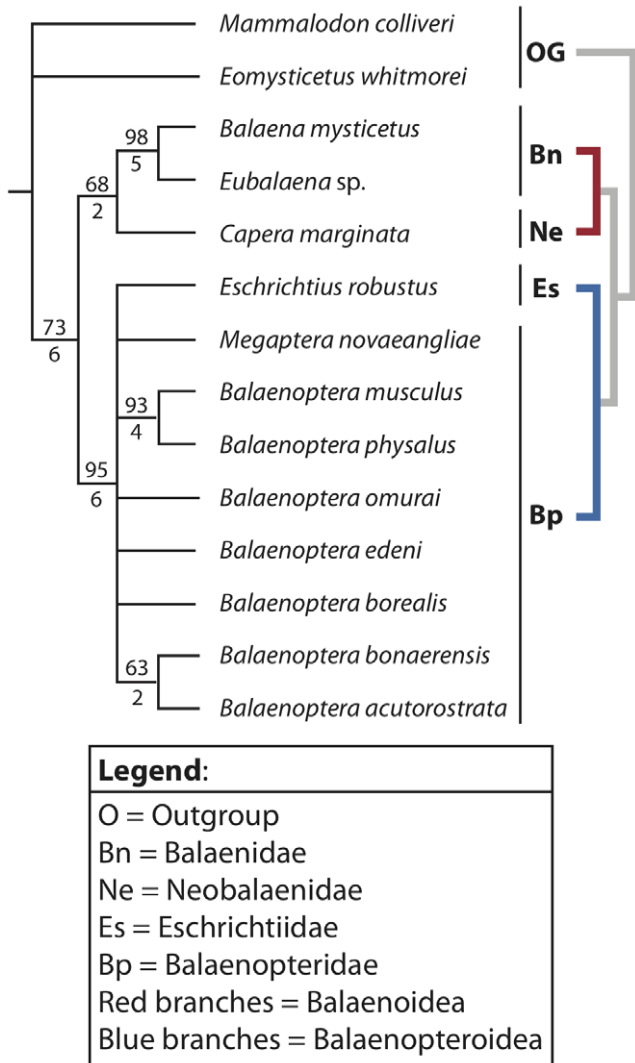 Mammalodon colliveri
OG
Eomysticetus whitmorei
98
5
Balaena mysticetus
Bn
Eubalaena sp.
68
2
Capera marginata
Ne
Eschrichtius robustus
Es
73
6
Megaptera novaeangliae
93
4
Balaenoptera musculus
Balaenoptera physalus
95
6
Balaenoptera omurai
Bp
Balaenoptera edeni
Balaenoptera borealis
63
2
Balaenoptera bonaerensis
Balaenoptera acutorostrata
Legend:
O = Outgroup
Bn = Balaenidae
Ne = Neobalaenidae
Es = Eschrichtiidae
Bp = Balaenopteridae
Red branches = Balaenoidea
Blue branches = Balaenopteroidea